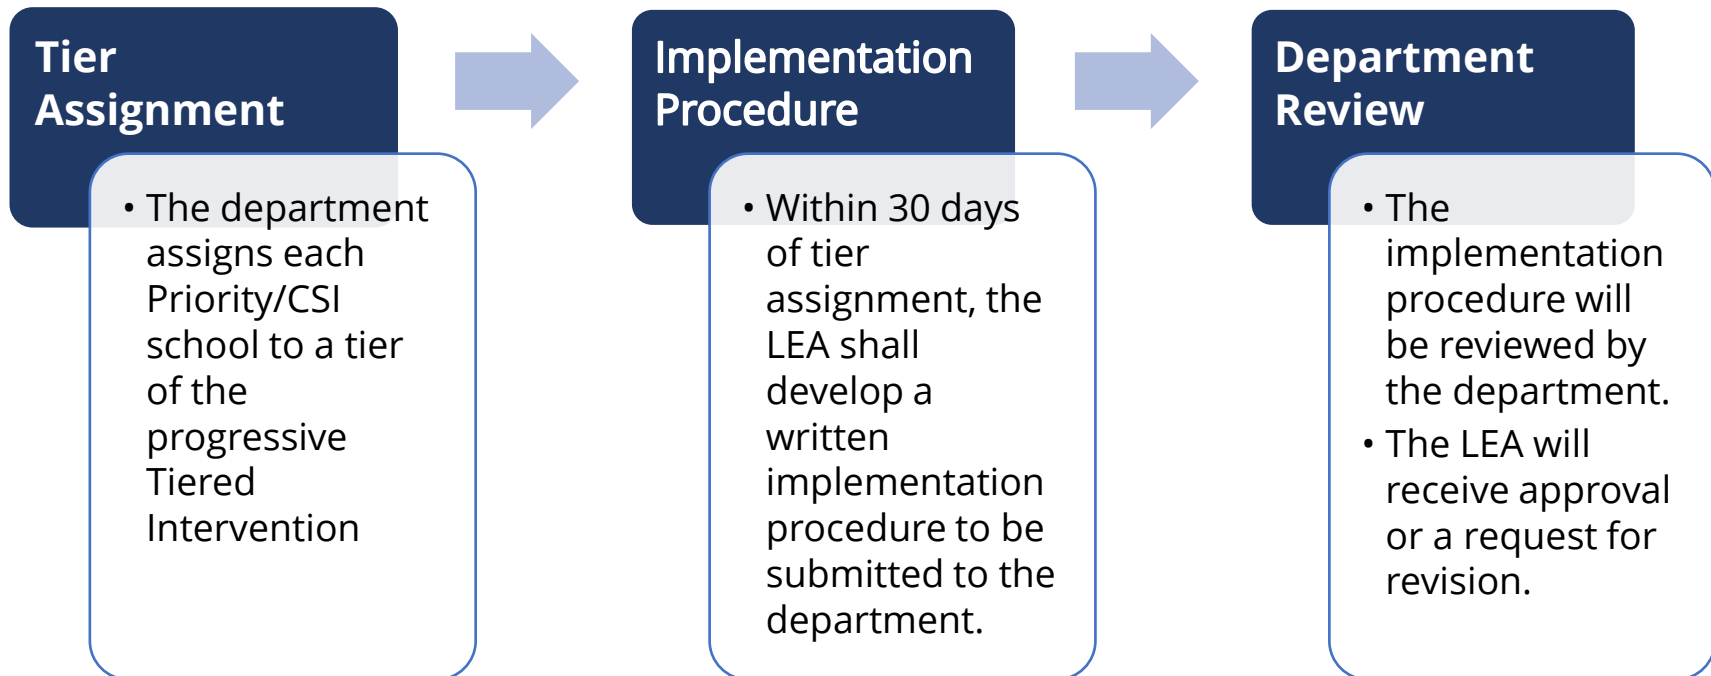 Tier
Assignment
• The department
assigns each
Priority/CSI
school to a tier
of the
progressive
Tiered
Intervention
Implementation
Procedure
• Within 30 days
of tier
assignment, the
LEA shall
develop a
written
implementation
procedure to be
submitted to the
department.
Department
Review
• The
implementation
procedure will
be reviewed by
the department.
• The LEA will
receive approval
or a request for
revision.